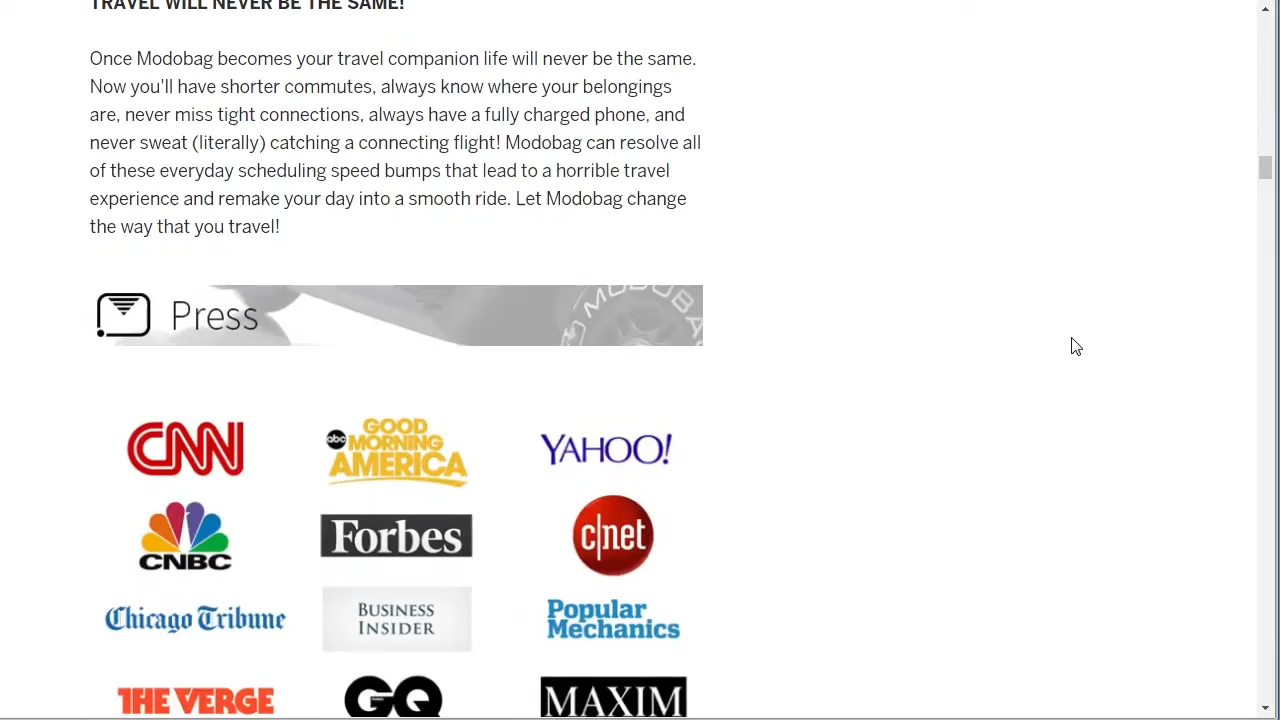 TRAVEL WILL NEVER BE THE SAME!
Once Modobag becomes your travel companion life will never be the same.
Now you'll have shorter commutes, always know where your belongings
are, never miss tight connections, always have a fully charged phone, and
never sweat (literally) catching a connecting flight! Modobag can resolve all
of these everyday scheduling speed bumps that lead to a horrible travel
experience and remake your day into a smooth ride. Let Modobag change
the way that you travel!
Press
MODOBAG
CNN
abc GOOD MORNING AMERICA
YAHOO!
CNBC
Forbes
c|net
Chicago Tribune
BUSINESS INSIDER
Popular Mechanics
THE VERGE
GQ
MAXIM